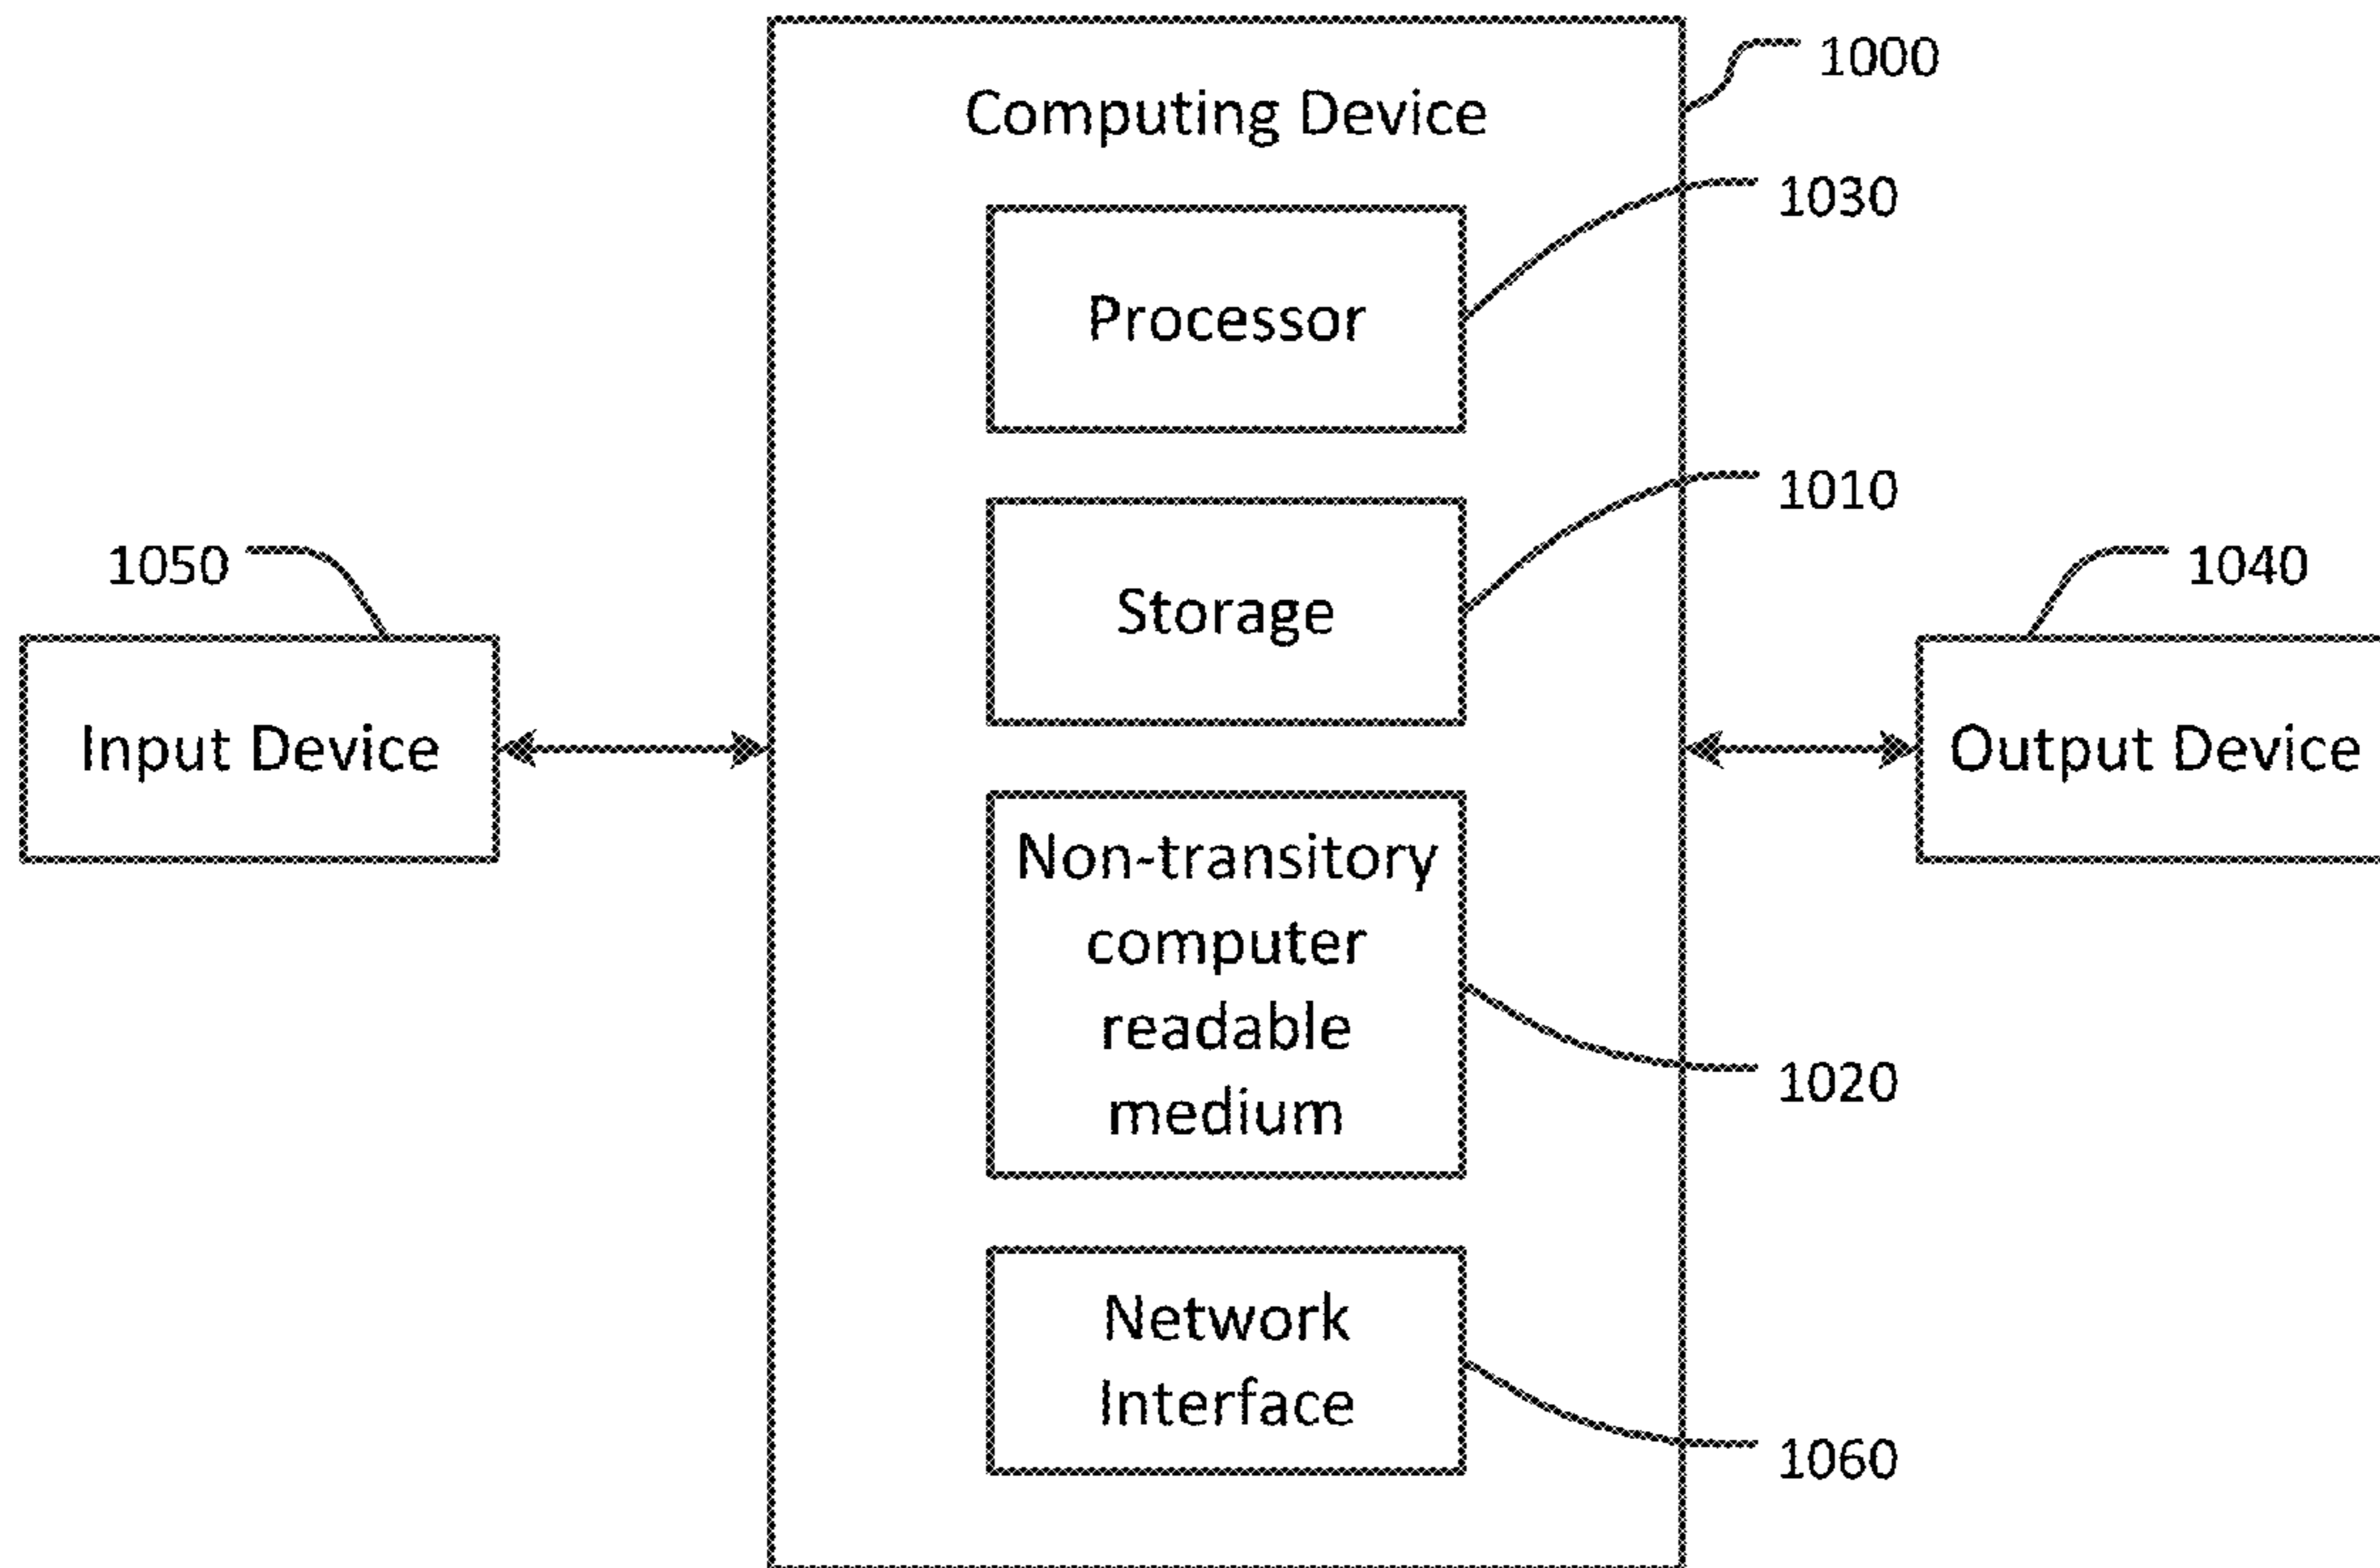 1000
Computing Device
1030
Processor
1010
Storage
1050
1040
Input Device
Output Device
Non-transitory
computer
readable
medium
1020
Network
Interface
1060